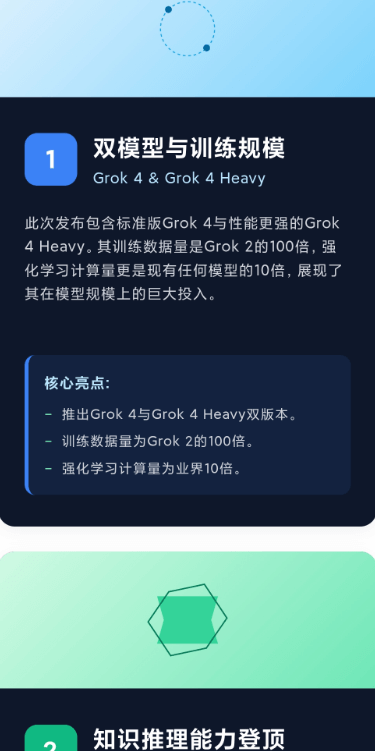 1
双模型与训练规模
Grok 4 & Grok 4 Heavy
此次发布包含标准版Grok 4与性能更强的Grok
4 Heavy。其训练数据量是Grok 2的100倍，强
化学习计算量更是现有任何模型的10倍，展现了
其在模型规模上的巨大投入。
核心亮点:
- 推出Grok 4与Grok 4 Heavy双版本。
- 训练数据量为Grok 2的100倍。
- 强化学习计算量为业界10倍。
2
知识推理能力登顶